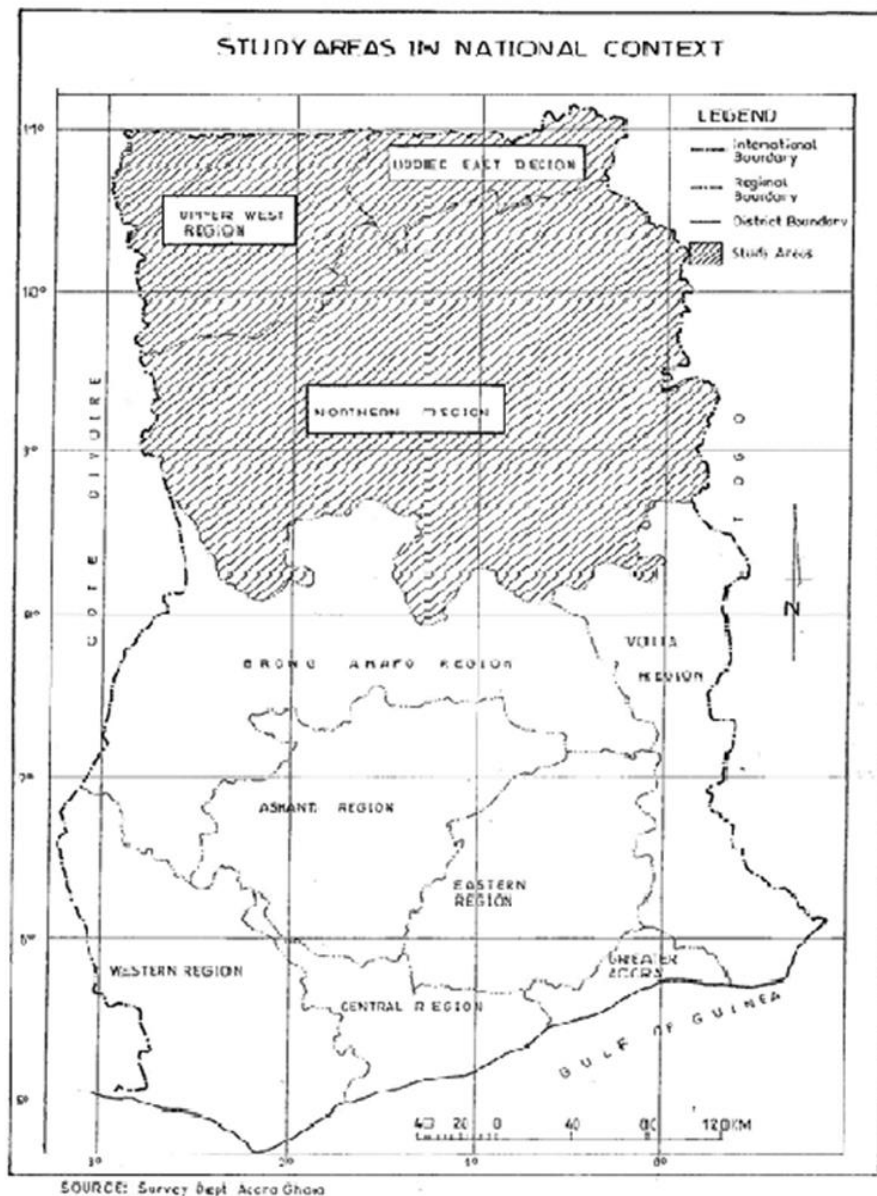 STUDY AREAS IN NATIONAL CONTEXT
LEGEND
International
Boundary
Regional
Boundary
District Boundary
Study Areas
11°
10°
9°
8°
7°
6°
5°
UPPER EAST REGION
UPPER WEST
REGION
NORTHERN REGION
COTE DIVOIRE
TOGO
N
BRONG AHAFO REGION
VOLTA
REGION
ASHANTI REGION
EASTERN
REGION
WESTERN REGION
GREATER
ACCRA
CENTRAL REGION
GULF OF GUINEA
40 20 0 40 80 120KM
3° 2° 1° 0°
SOURCE: Survey Dept Accra Ghana